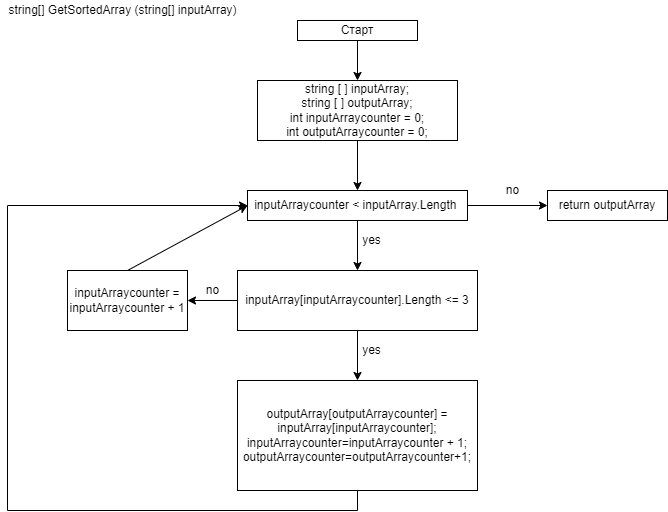 string[] GetSortedArray (string[] inputArray)
Старт
string [ ] inputArray;
string [ ] outputArray;
int inputArraycounter = 0;
int outputArraycounter = 0;
inputArraycounter < inputArray.Length
no
return outputArray
yes
inputArraycounter =
inputArraycounter + 1
no
inputArray[inputArraycounter].Length <= 3
yes
outputArray[outputArraycounter] =
inputArray[inputArraycounter];
inputArraycounter=inputArraycounter + 1;
outputArraycounter=outputArraycounter+1;